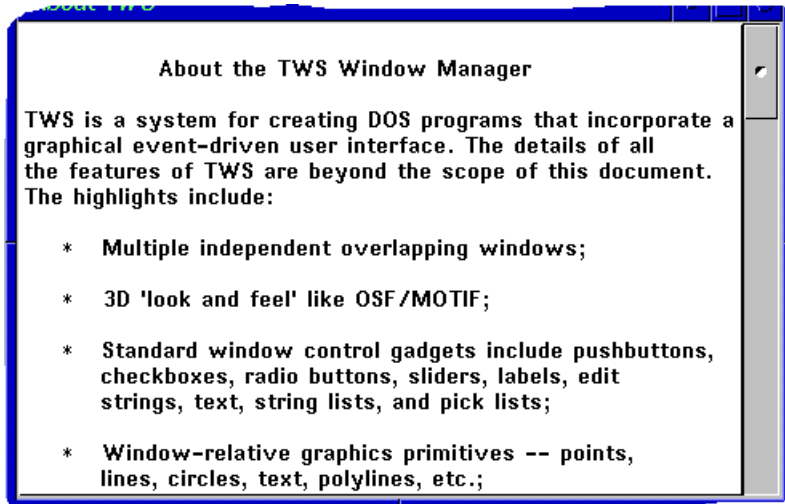 About TWS
About the TWS Window Manager
TWS is a system for creating DOS programs that incorporate a
graphical event-driven user interface. The details of all
the features of TWS are beyond the scope of this document.
The highlights include:
* Multiple independent overlapping windows;
* 3D 'look and feel' like OSF/MOTIF;
* Standard window control gadgets include pushbuttons,
checkboxes, radio buttons, sliders, labels, edit
strings, text, string lists, and pick lists;
* Window-relative graphics primitives -- points,
lines, circles, text, polylines, etc.;